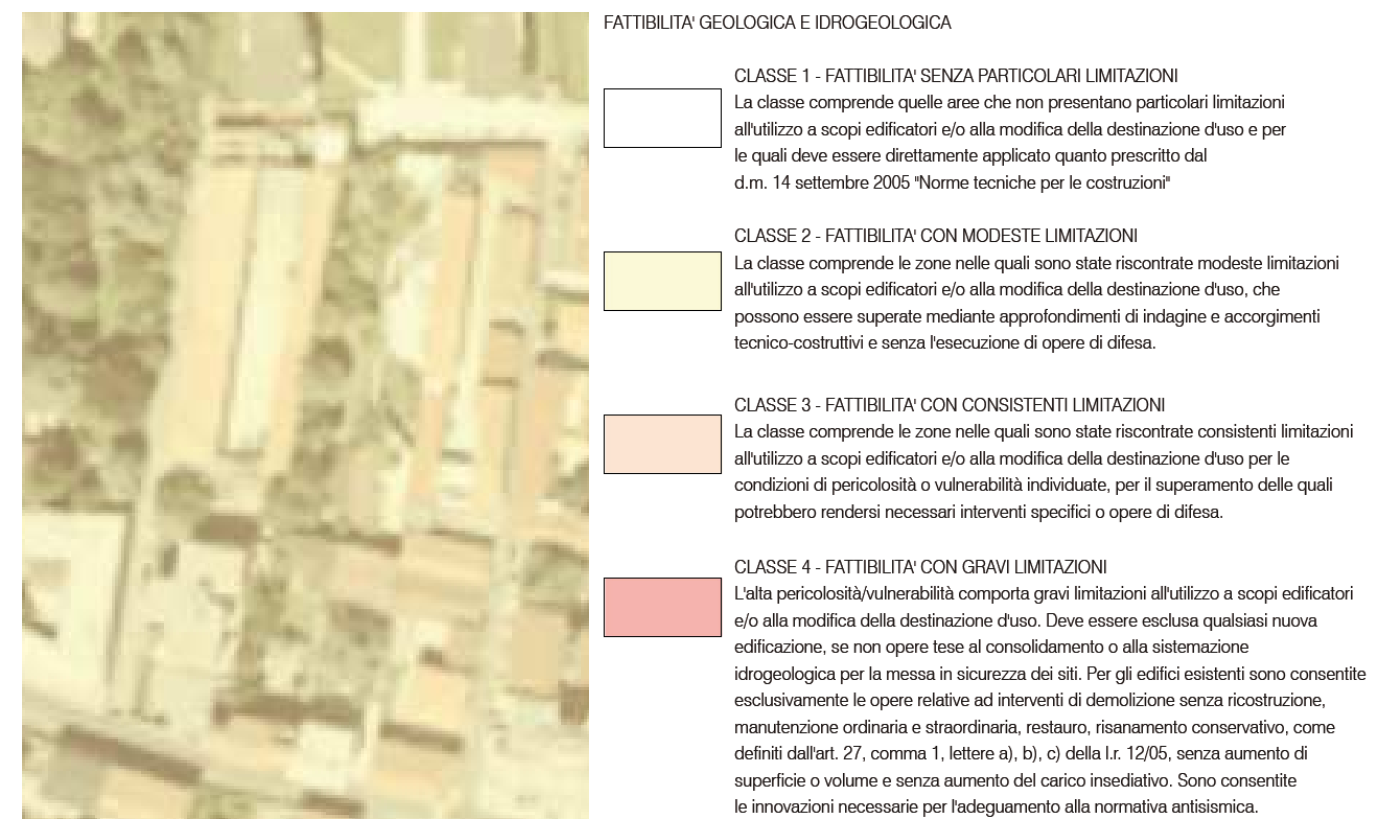 FATTIBILITA' GEOLOGICA E IDROGEOLOGICA
CLASSE 1 - FATTIBILITA' SENZA PARTICOLARI LIMITAZIONI
La classe comprende quelle aree che non presentano particolari limitazioni
all'utilizzo a scopi edificatori e/o alla modifica della destinazione d'uso e per
le quali deve essere direttamente applicato quanto prescritto dal
d.m. 14 settembre 2005 "Norme tecniche per le costruzioni"
CLASSE 2 - FATTIBILITA' CON MODESTE LIMITAZIONI
La classe comprende le zone nelle quali sono state riscontrate modeste limitazioni
all'utilizzo a scopi edificatori e/o alla modifica della destinazione d'uso, che
possono essere superate mediante approfondimenti di indagine e accorgimenti
tecnico-costruttivi e senza l'esecuzione di opere di difesa.
CLASSE 3 - FATTIBILITA' CON CONSISTENTI LIMITAZIONI
La classe comprende le zone nelle quali sono state riscontrate consistenti limitazioni
all'utilizzo a scopi edificatori e/o alla modifica della destinazione d'uso per le
condizioni di pericolosità o vulnerabilità individuate, per il superamento delle quali
potrebbero rendersi necessari interventi specifici o opere di difesa.
CLASSE 4 - FATTIBILITA' CON GRAVI LIMITAZIONI
L'alta pericolosità/vulnerabilità comporta gravi limitazioni all'utilizzo a scopi edificatori
e/o alla modifica della destinazione d'uso. Deve essere esclusa qualsiasi nuova
edificazione, se non opere tese al consolidamento o alla sistemazione
idrogeologica per la messa in sicurezza dei siti. Per gli edifici esistenti sono consentite
esclusivamente le opere relative ad interventi di demolizione senza ricostruzione,
manutenzione ordinaria e straordinaria, restauro, risanamento conservativo, come
definiti dall'art. 27, comma 1, lettere a), b), c) della l.r. 12/05, senza aumento di
superficie o volume e senza aumento del carico insediativo. Sono consentite
le innovazioni necessarie per l'adeguamento alla normativa antisismica.